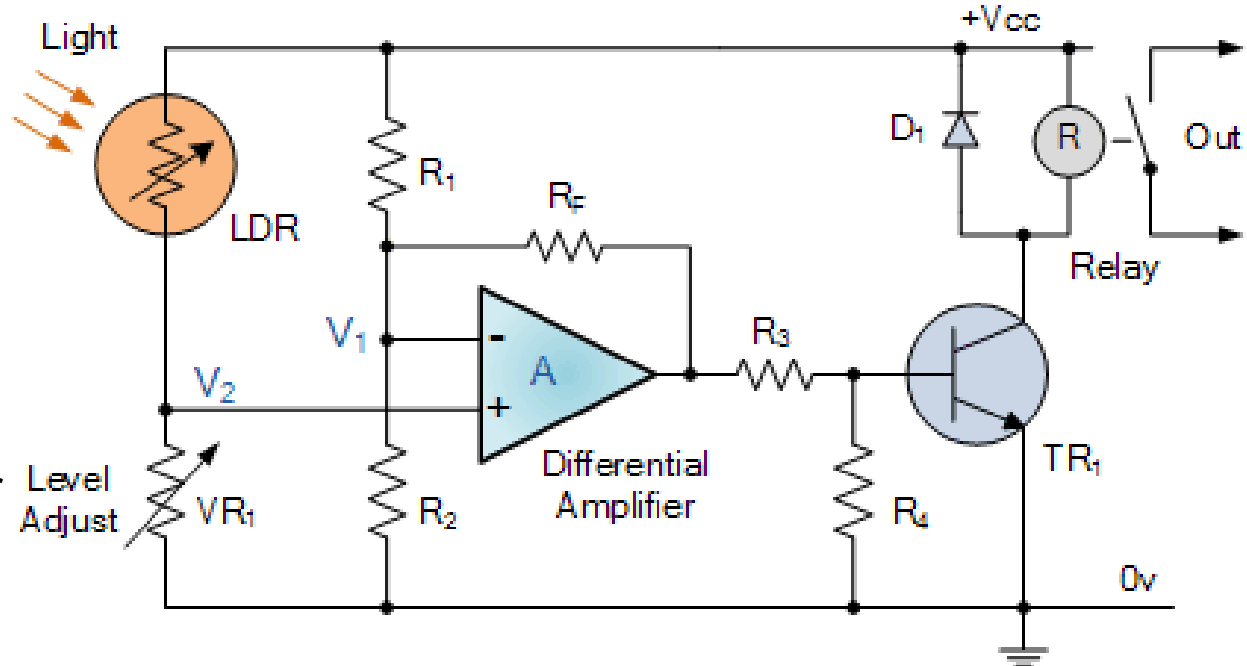 Light
+Vcc
D₁
R
Out
R₁
R_F
LDR
Relay
V₁
-
A
R₃
V₂
+
Level
Adjust
VR₁
R₂
Differential
Amplifier
R₄
TR₁
0v